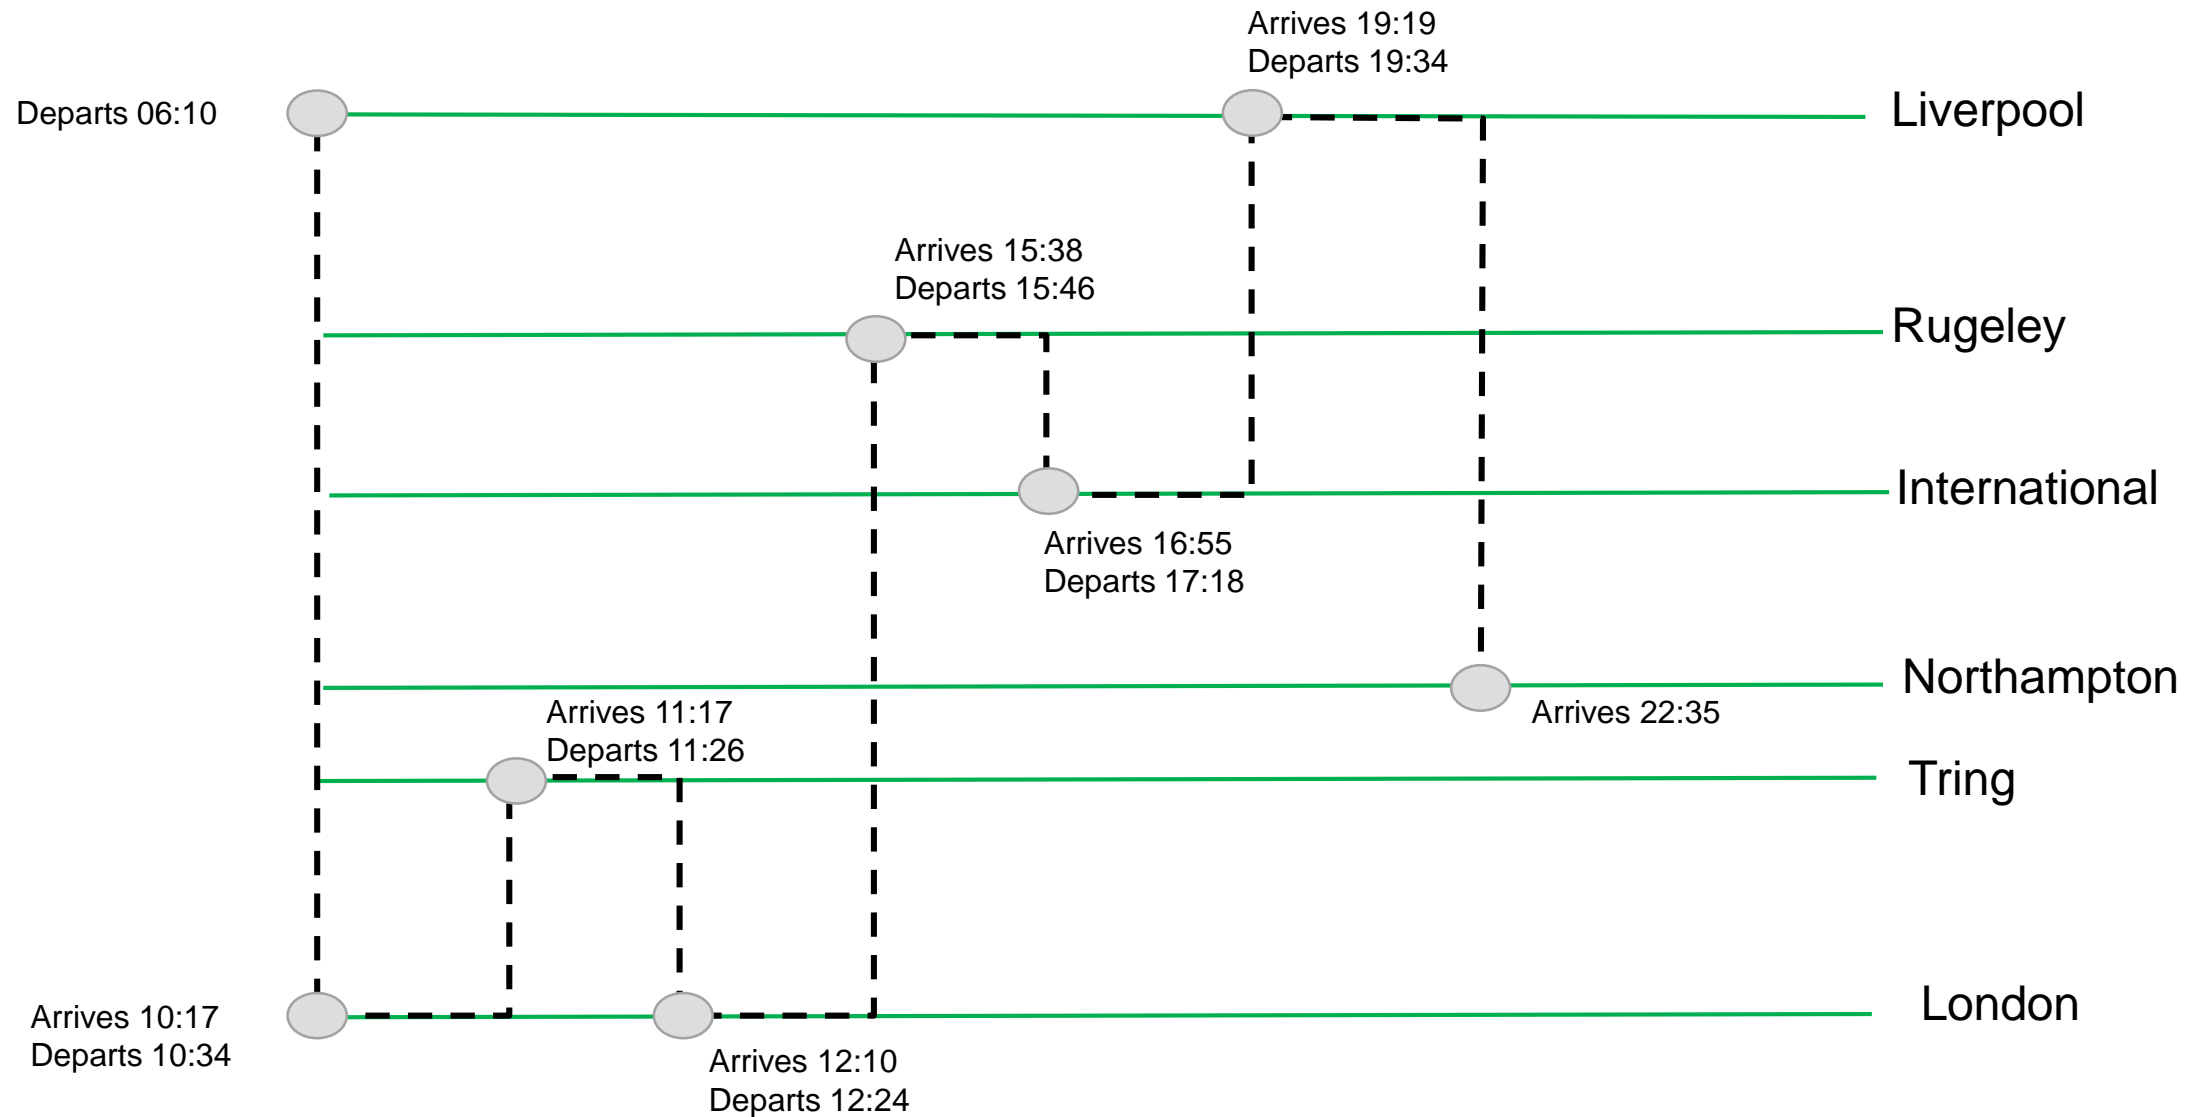 Arrives 19:19
Departs 19:34
Departs 06:10
Liverpool
Arrives 15:38
Departs 15:46
Rugeley
International
Arrives 16:55
Departs 17:18
Northampton
Arrives 11:17
Departs 11:26
Arrives 22:35
Tring
London
Arrives 10:17
Departs 10:34
Arrives 12:10
Departs 12:24